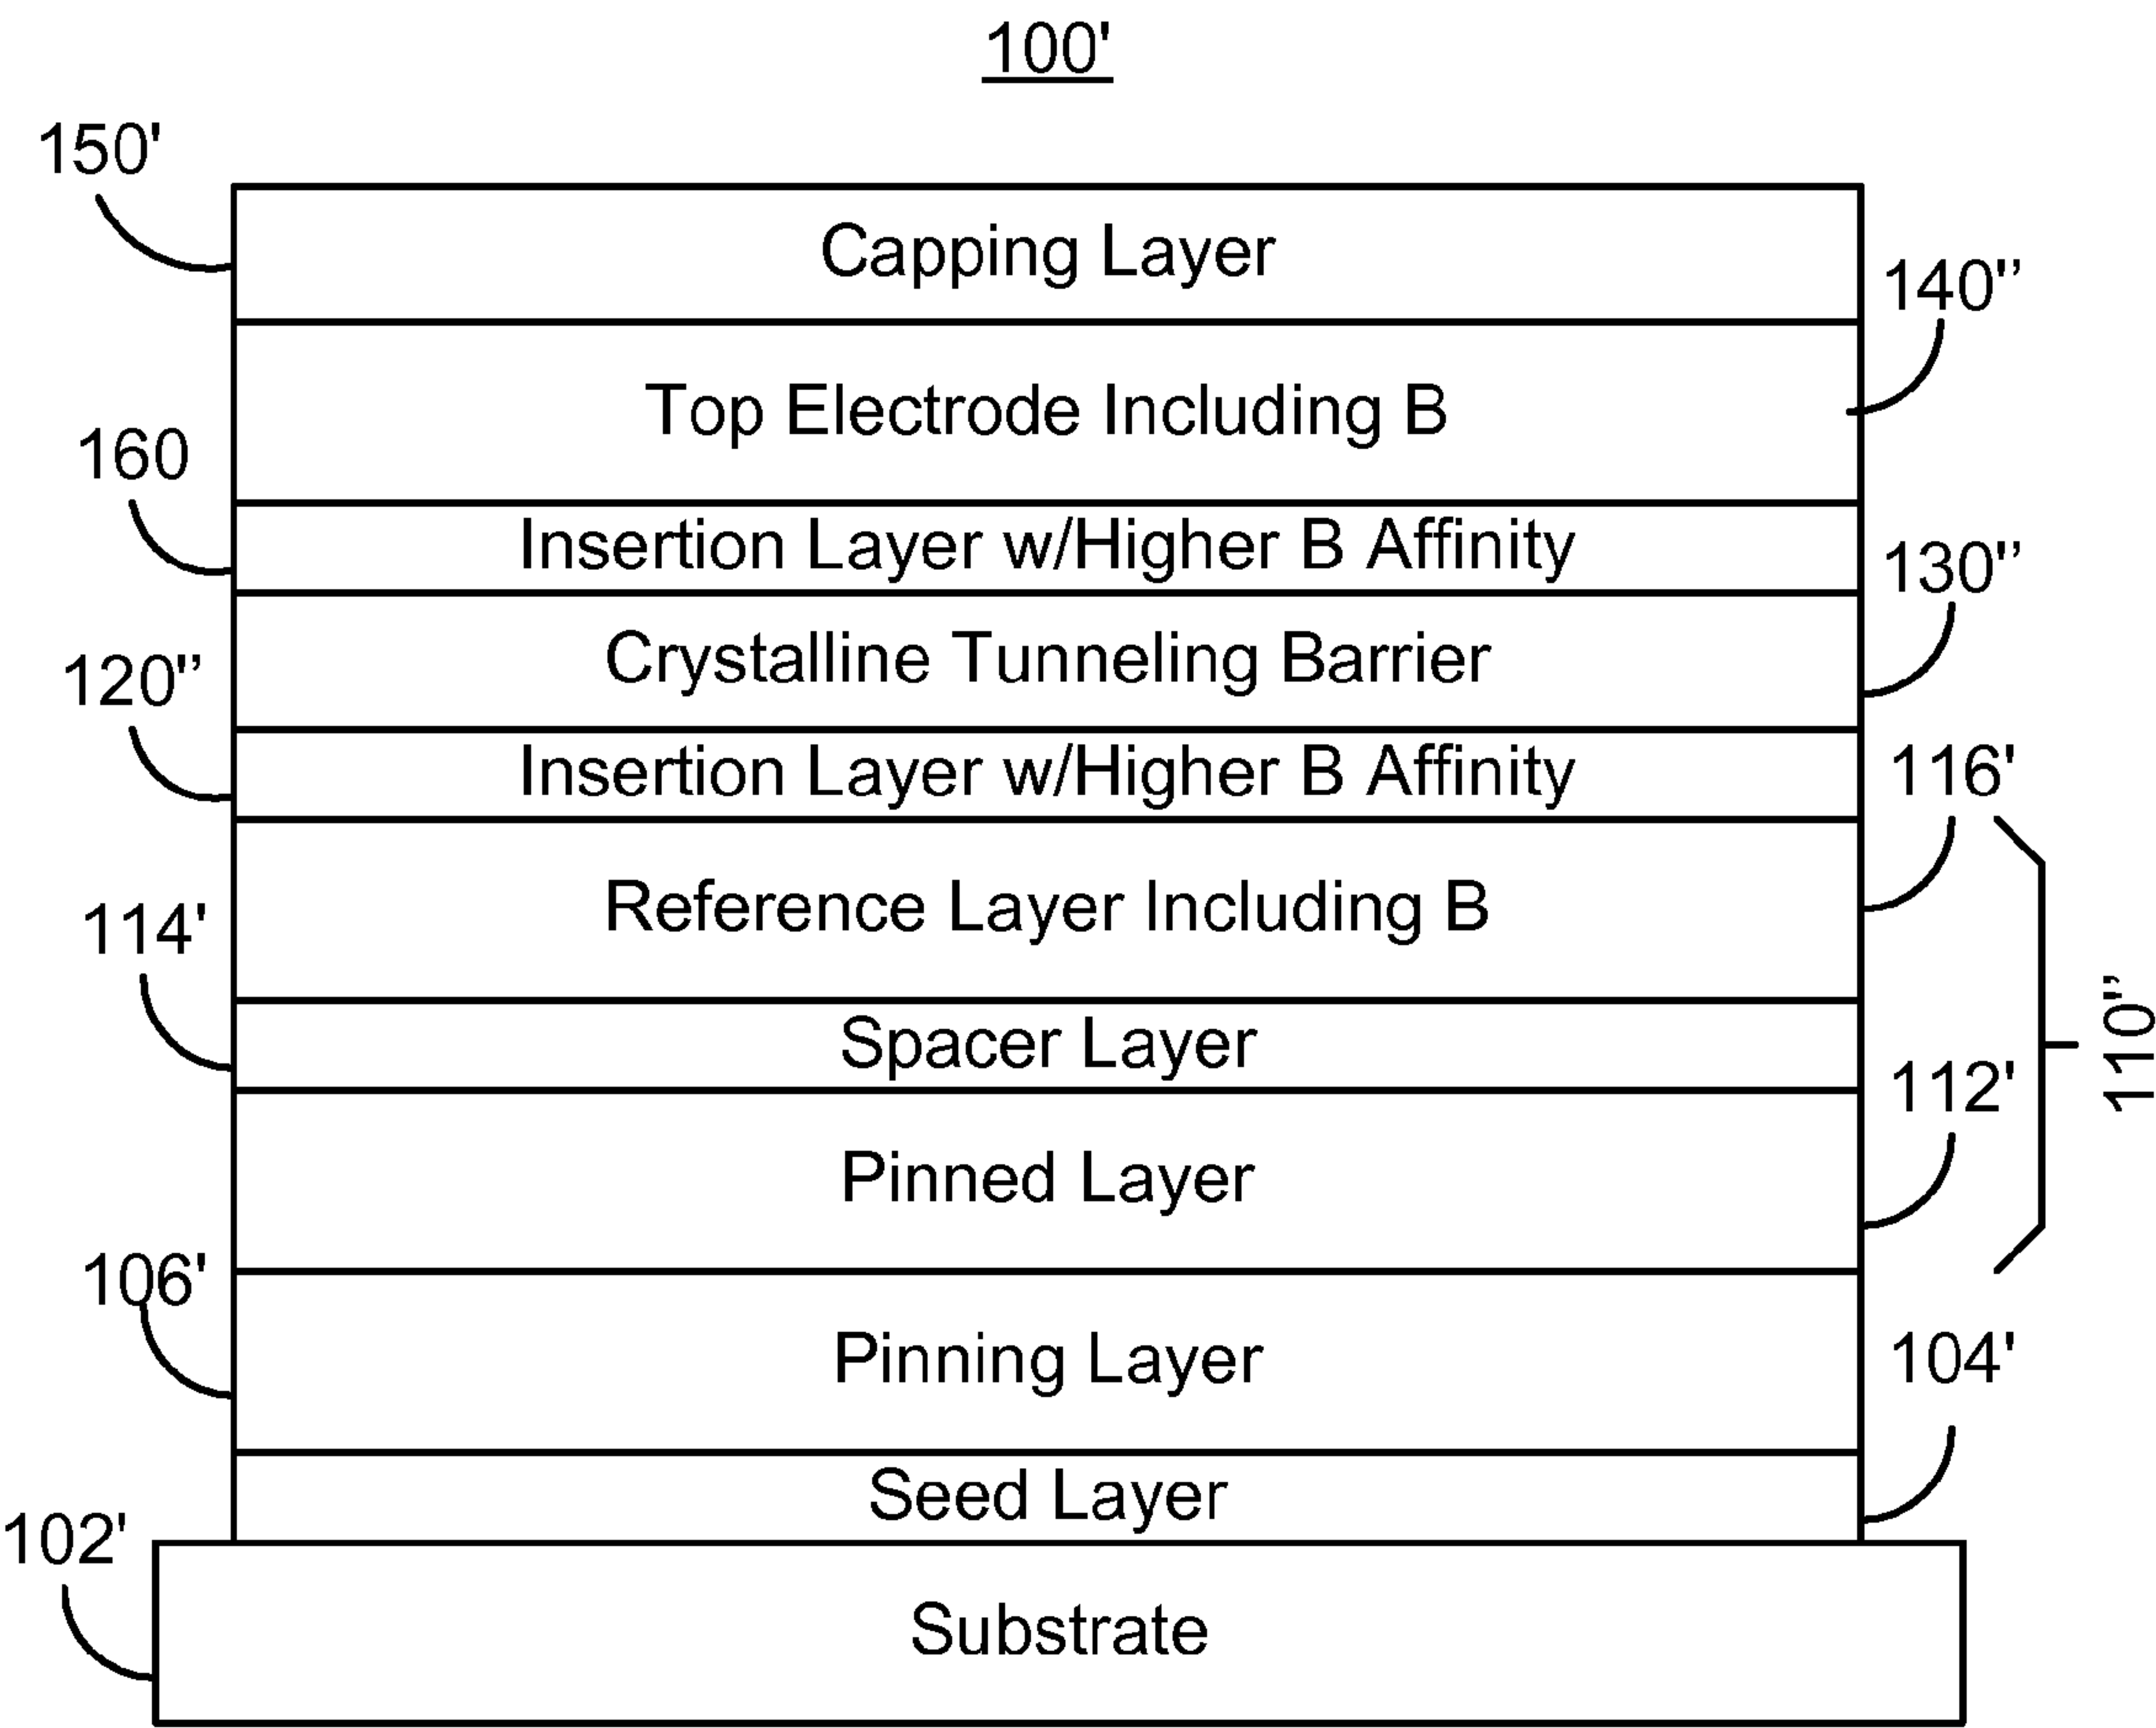 100'
150'
Capping Layer
140"
Top Electrode Including B
160
Insertion Layer w/Higher B Affinity
130"
Crystalline Tunneling Barrier
120"
Insertion Layer w/Higher B Affinity
116'
Reference Layer Including B
114'
110"
Spacer Layer
112'
Pinned Layer
106'
Pinning Layer
104'
Seed Layer
102'
Substrate